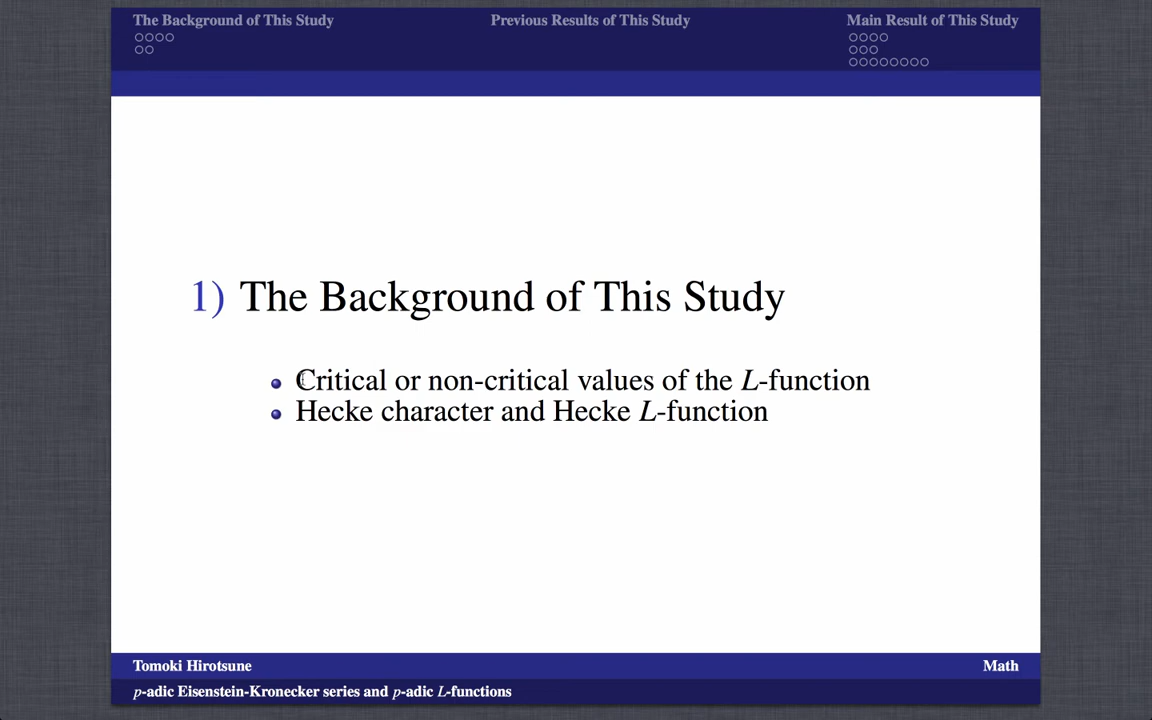 The Background of This Study
Previous Results of This Study
Main Result of This Study
1) The Background of This Study
Critical or non-critical values of the L-function
Hecke character and Hecke L-function
Tomoki Hirotsune
Math
p-adic Eisenstein-Kronecker series and p-adic L-functions